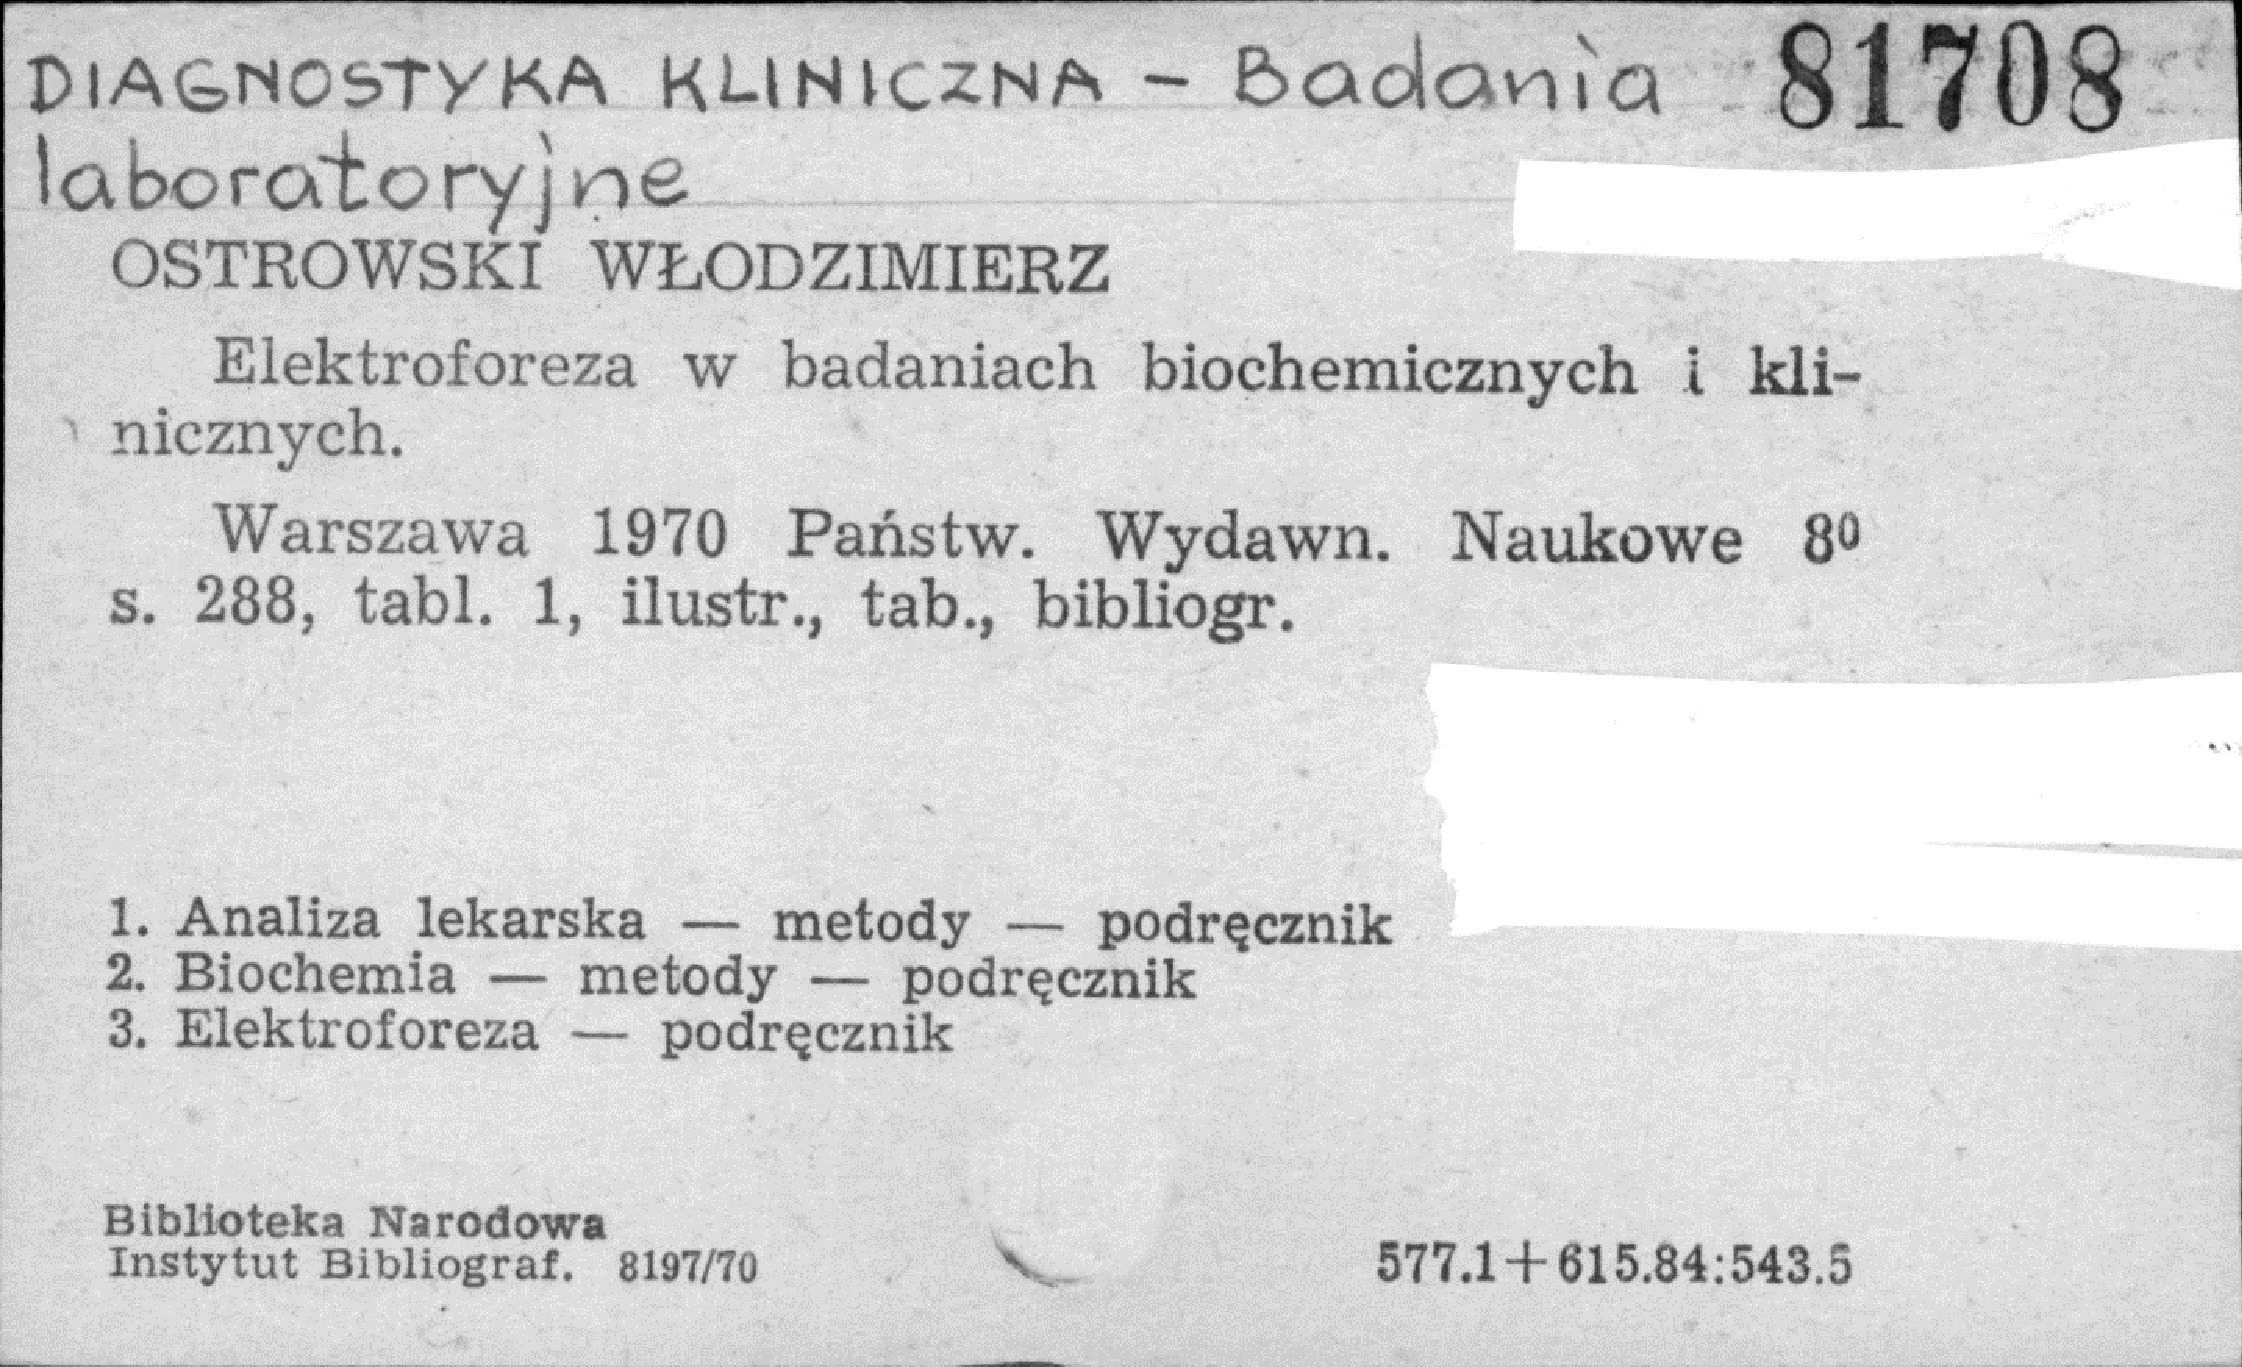 DIAGNOSTYKA KLINICZNA - Badania 81708
laboratoryjne
OSTROWSKI WŁODZIMIERZ
Elektroforeza w badaniach biochemicznych i kli-
nicznych.
Warszawa 1970 Państw. Wydawn. Naukowe 8⁰
s. 288, tabl. 1, ilustr., tab., bibliogr.
1. Analiza lekarska — metody — podręcznik
2. Biochemia — metody — podręcznik
3. Elektroforeza — podręcznik
Biblioteka Narodowa
Instytut Bibliograf. 8197/70 577.1+615.84:543.5